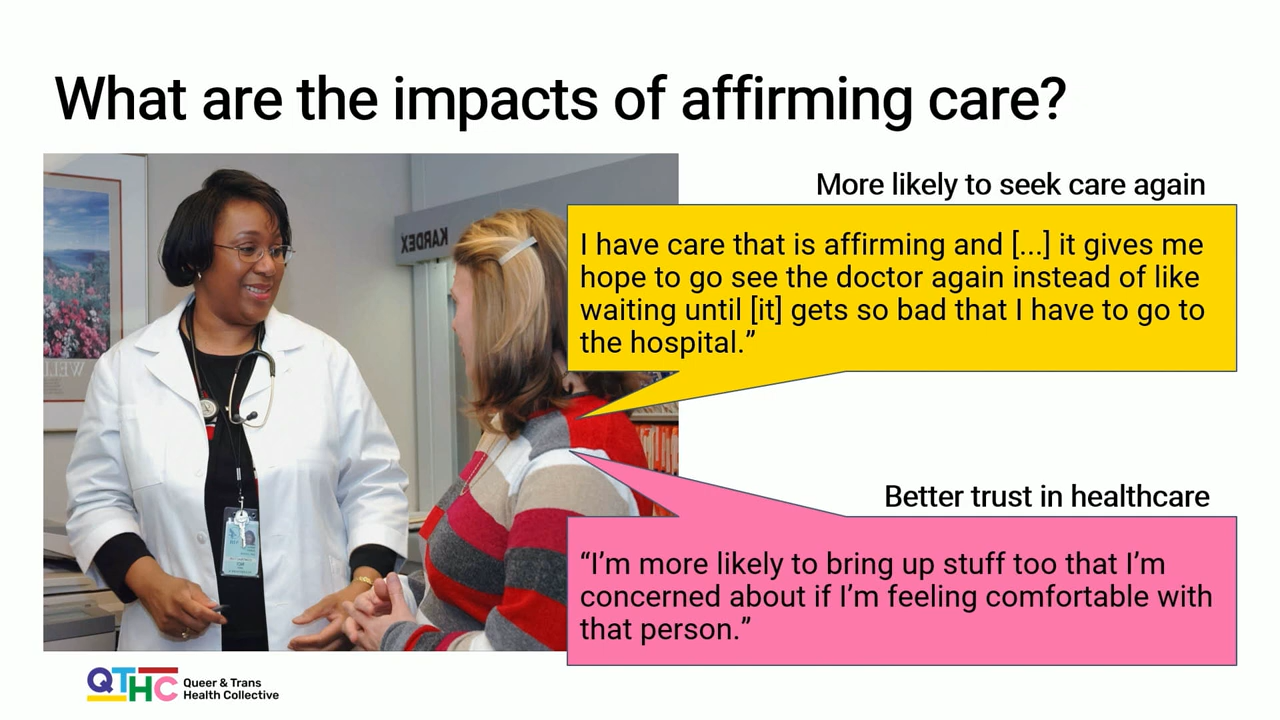 What are the impacts of affirming care?
More likely to seek care again
I have care that is affirming and [...] it gives me
hope to go see the doctor again instead of like
waiting until [it] gets so bad that I have to go to
the hospital.”
KARDEX
WELL
Better trust in healthcare
“I’m more likely to bring up stuff too that I’m
concerned about if I’m feeling comfortable with
that person.”
QTHC
Queer & Trans
Health Collective